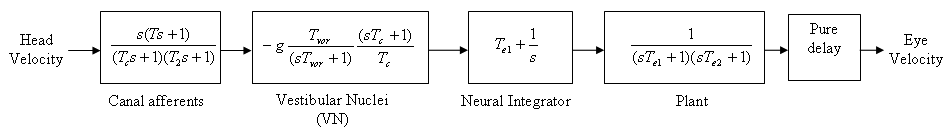 Head Velocity
s(Ts+1) / (T_c s+1)(T_2 s+1)
Canal afferents
-g T_vor / (sT_vor+1) (sT_c+1) / T_c
Vestibular Nuclei (VN)
T_e1 + 1/s
Neural Integrator
1 / (sT_e1+1)(sT_e2+1)
Plant
Pure delay
Eye Velocity